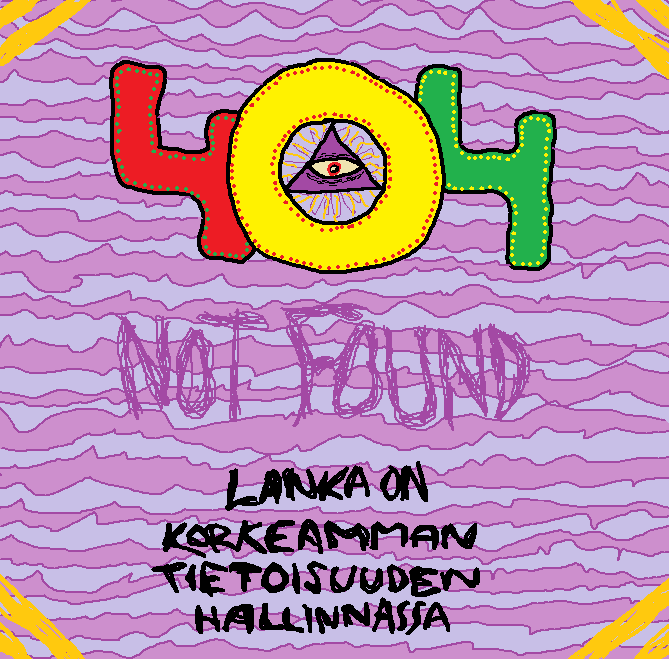 404
NOT FOUND
LANKA ON
KORKEAMMAN
TIETOISUUDEN
HALLINNASSA